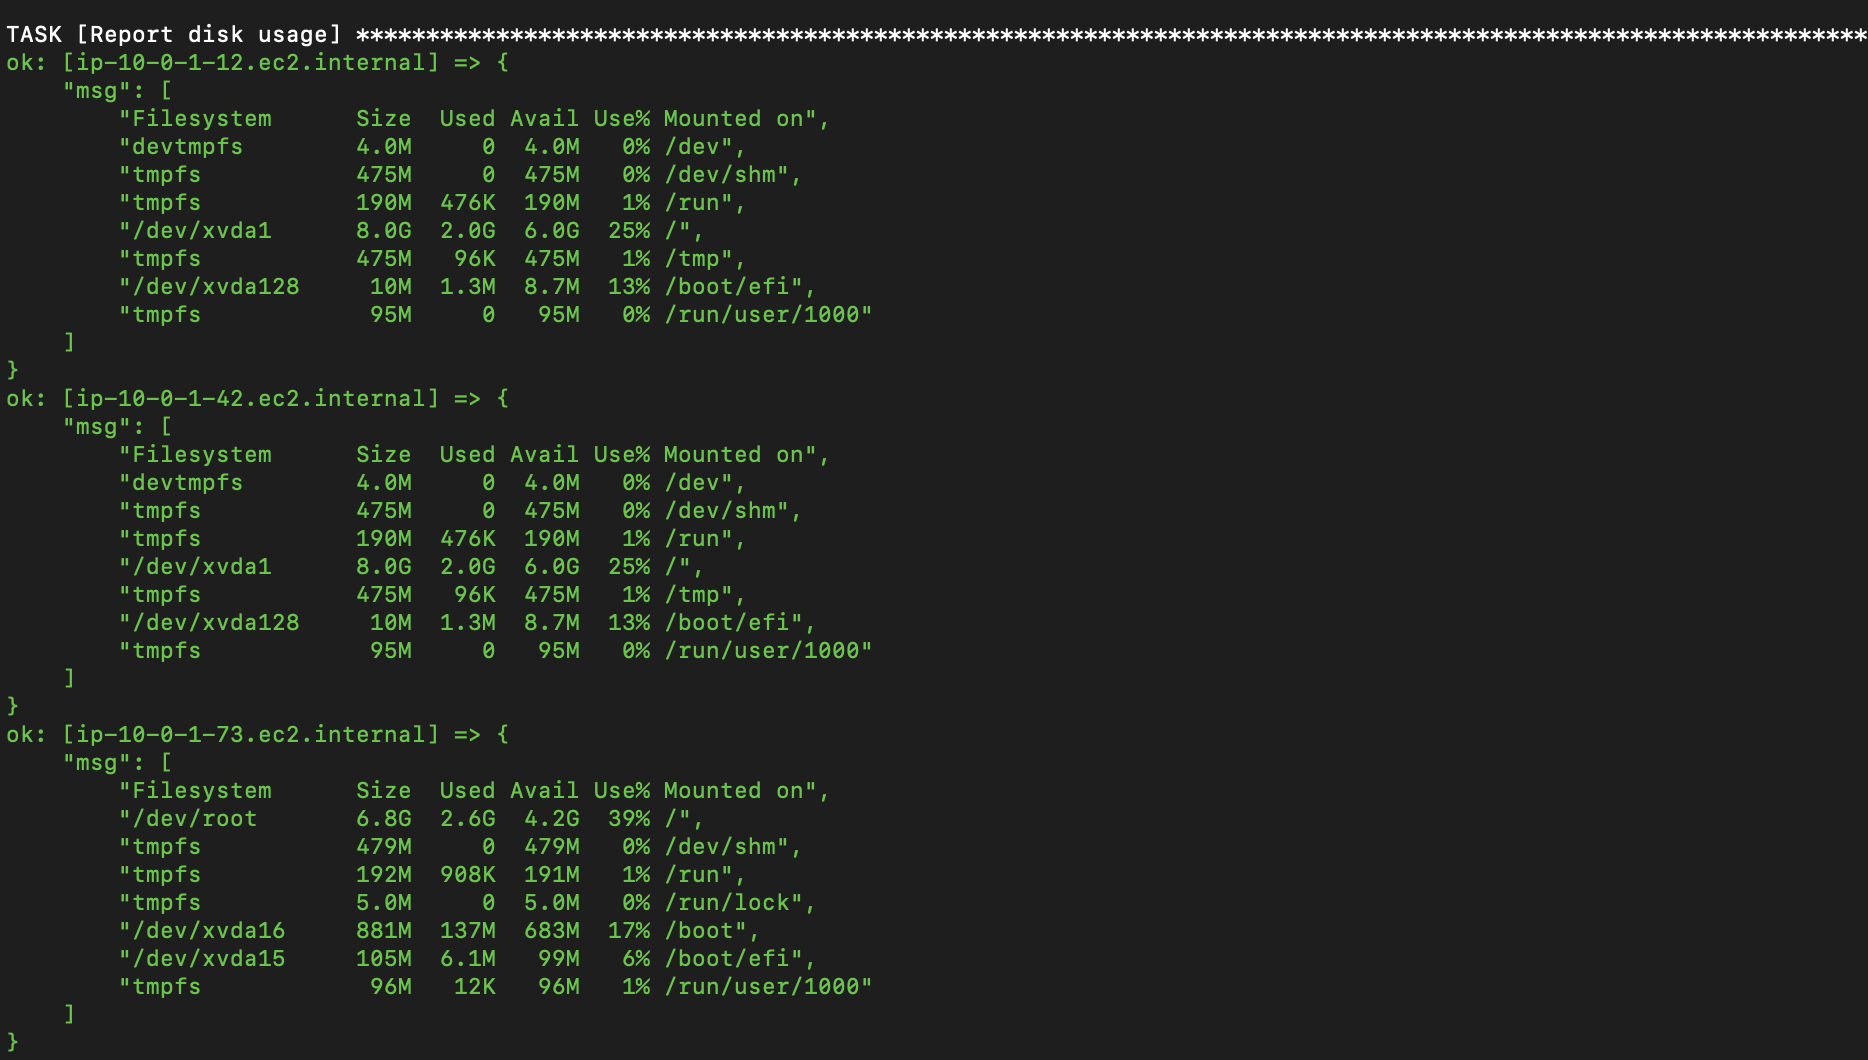 TASK [Report disk usage] ************************************************************************************************************
ok: [ip-10-0-1-12.ec2.internal] => {
    "msg": [
        "Filesystem      Size  Used Avail Use% Mounted on",
        "devtmpfs        4.0M     0  4.0M   0% /dev",
        "tmpfs           475M     0  475M   0% /dev/shm",
        "tmpfs           190M  476K  190M   1% /run",
        "/dev/xvda1      8.0G  2.0G  6.0G  25% /",
        "tmpfs           475M   96K  475M   1% /tmp",
        "/dev/xvda128     10M  1.3M  8.7M  13% /boot/efi",
        "tmpfs            95M     0   95M   0% /run/user/1000"
    ]
}
ok: [ip-10-0-1-42.ec2.internal] => {
    "msg": [
        "Filesystem      Size  Used Avail Use% Mounted on",
        "devtmpfs        4.0M     0  4.0M   0% /dev",
        "tmpfs           475M     0  475M   0% /dev/shm",
        "tmpfs           190M  476K  190M   1% /run",
        "/dev/xvda1      8.0G  2.0G  6.0G  25% /",
        "tmpfs           475M   96K  475M   1% /tmp",
        "/dev/xvda128     10M  1.3M  8.7M  13% /boot/efi",
        "tmpfs            95M     0   95M   0% /run/user/1000"
    ]
}
ok: [ip-10-0-1-73.ec2.internal] => {
    "msg": [
        "Filesystem      Size  Used Avail Use% Mounted on",
        "/dev/root       6.8G  2.6G  4.2G  39% /",
        "tmpfs           479M     0  479M   0% /dev/shm",
        "tmpfs           192M  908K  191M   1% /run",
        "tmpfs           5.0M     0  5.0M   0% /run/lock",
        "/dev/xvda16     881M  137M  683M  17% /boot",
        "/dev/xvda15     105M  6.1M   99M   6% /boot/efi",
        "tmpfs            96M   12K   96M   1% /run/user/1000"
    ]
}